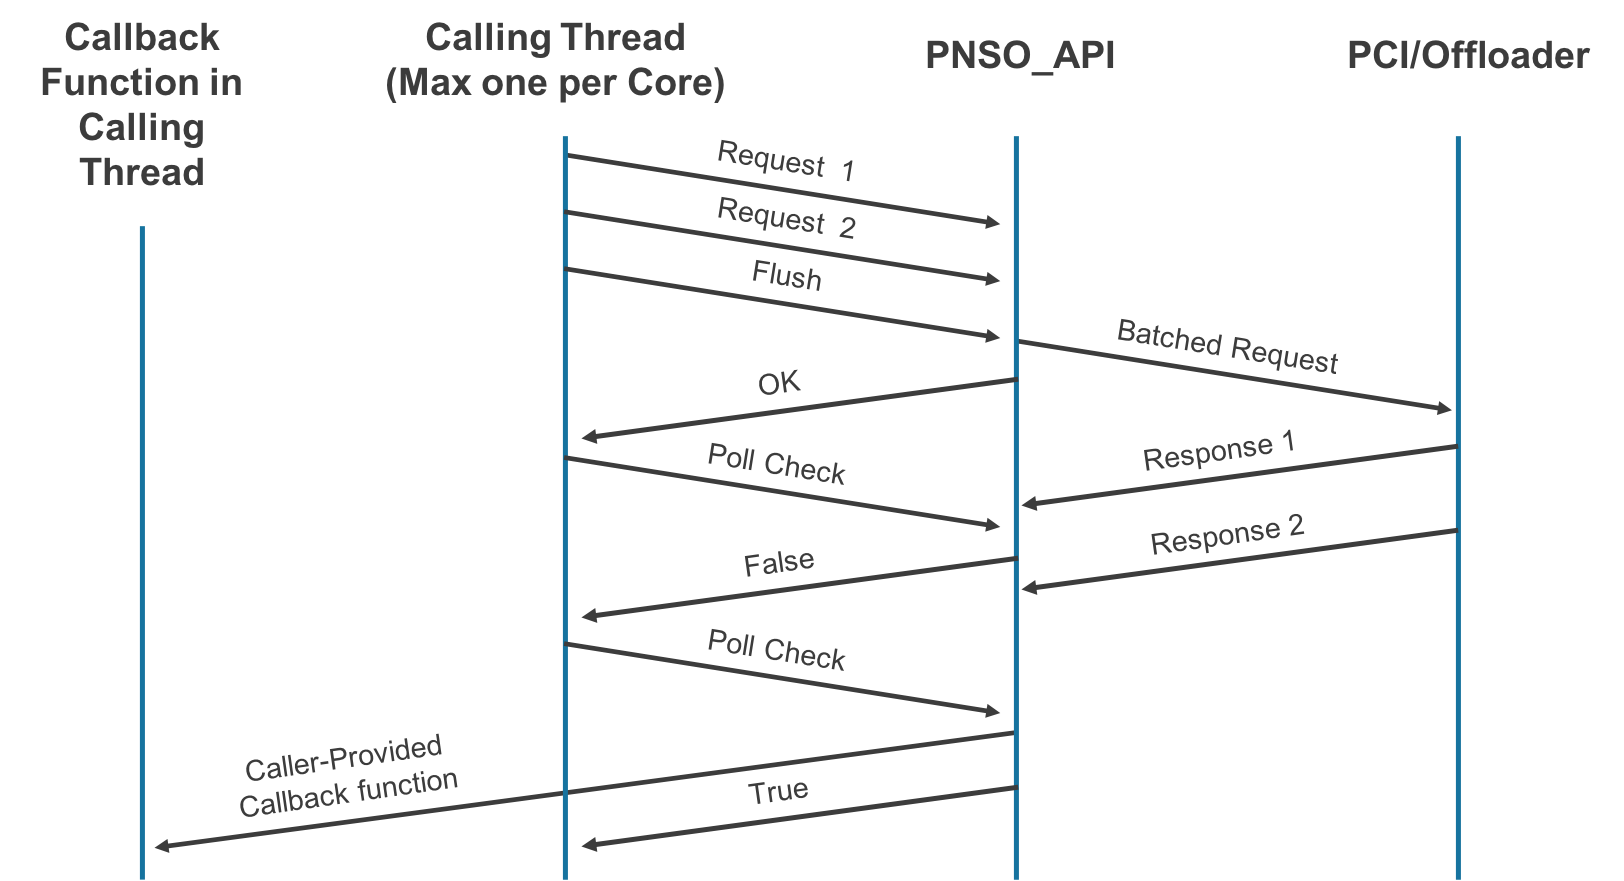 Callback
Function in
Calling
Thread
Calling Thread
(Max one per Core)
PNSO_API
PCI/Offloader
Request 1
Request 2
Flush
Batched Request
OK
Response 1
Poll Check
Response 2
False
Poll Check
Caller-Provided
Callback function
True